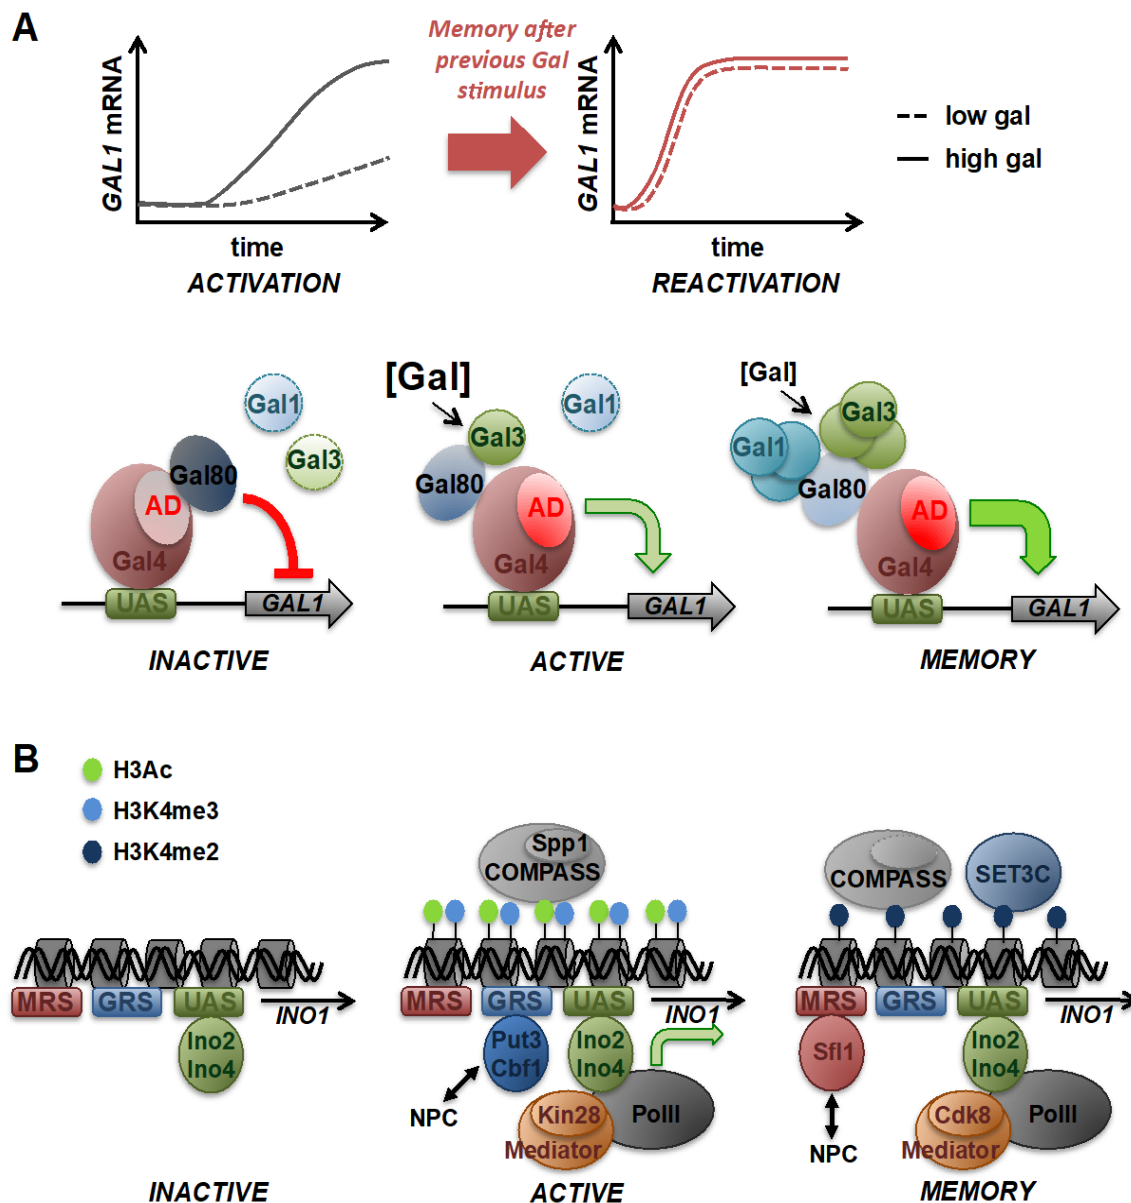 A
Memory after
previous Gal
stimulus
GAL1 mRNA
time
ACTIVATION
GAL1 mRNA
time
REACTIVATION
low gal
high gal
Gal1
Gal3
Gal80
AD
Gal4
UAS
GAL1
INACTIVE
[Gal]
Gal1
Gal3
Gal80
AD
Gal4
UAS
GAL1
ACTIVE
[Gal]
Gal3
Gal1
Gal80
AD
Gal4
UAS
GAL1
MEMORY
B
H3Ac
H3K4me3
H3K4me2
MRS
GRS
UAS
INO1
Ino2
Ino4
INACTIVE
Spp1
COMPASS
MRS
GRS
UAS
INO1
Put3
Cbf1
Ino2
Ino4
NPC
Kin28
Mediator
PolII
ACTIVE
COMPASS
SET3C
MRS
GRS
UAS
INO1
Sfl1
Ino2
Ino4
NPC
Cdk8
Mediator
PolII
MEMORY